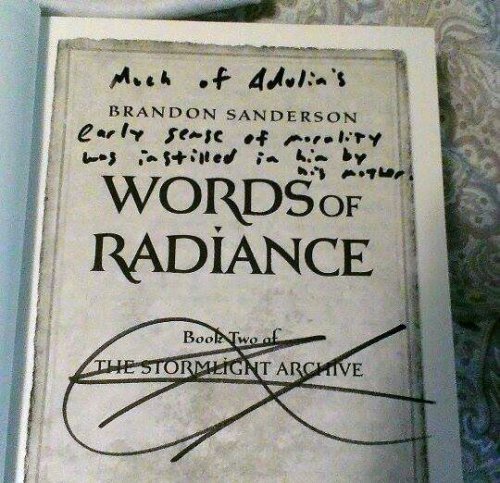 Much of Adolin's
BRANDON SANDERSON
early sense of morality
was instilled in him by
his mother.
WORDS OF
RADIANCE
Book Two of
THE STORMLIGHT ARCHIVE